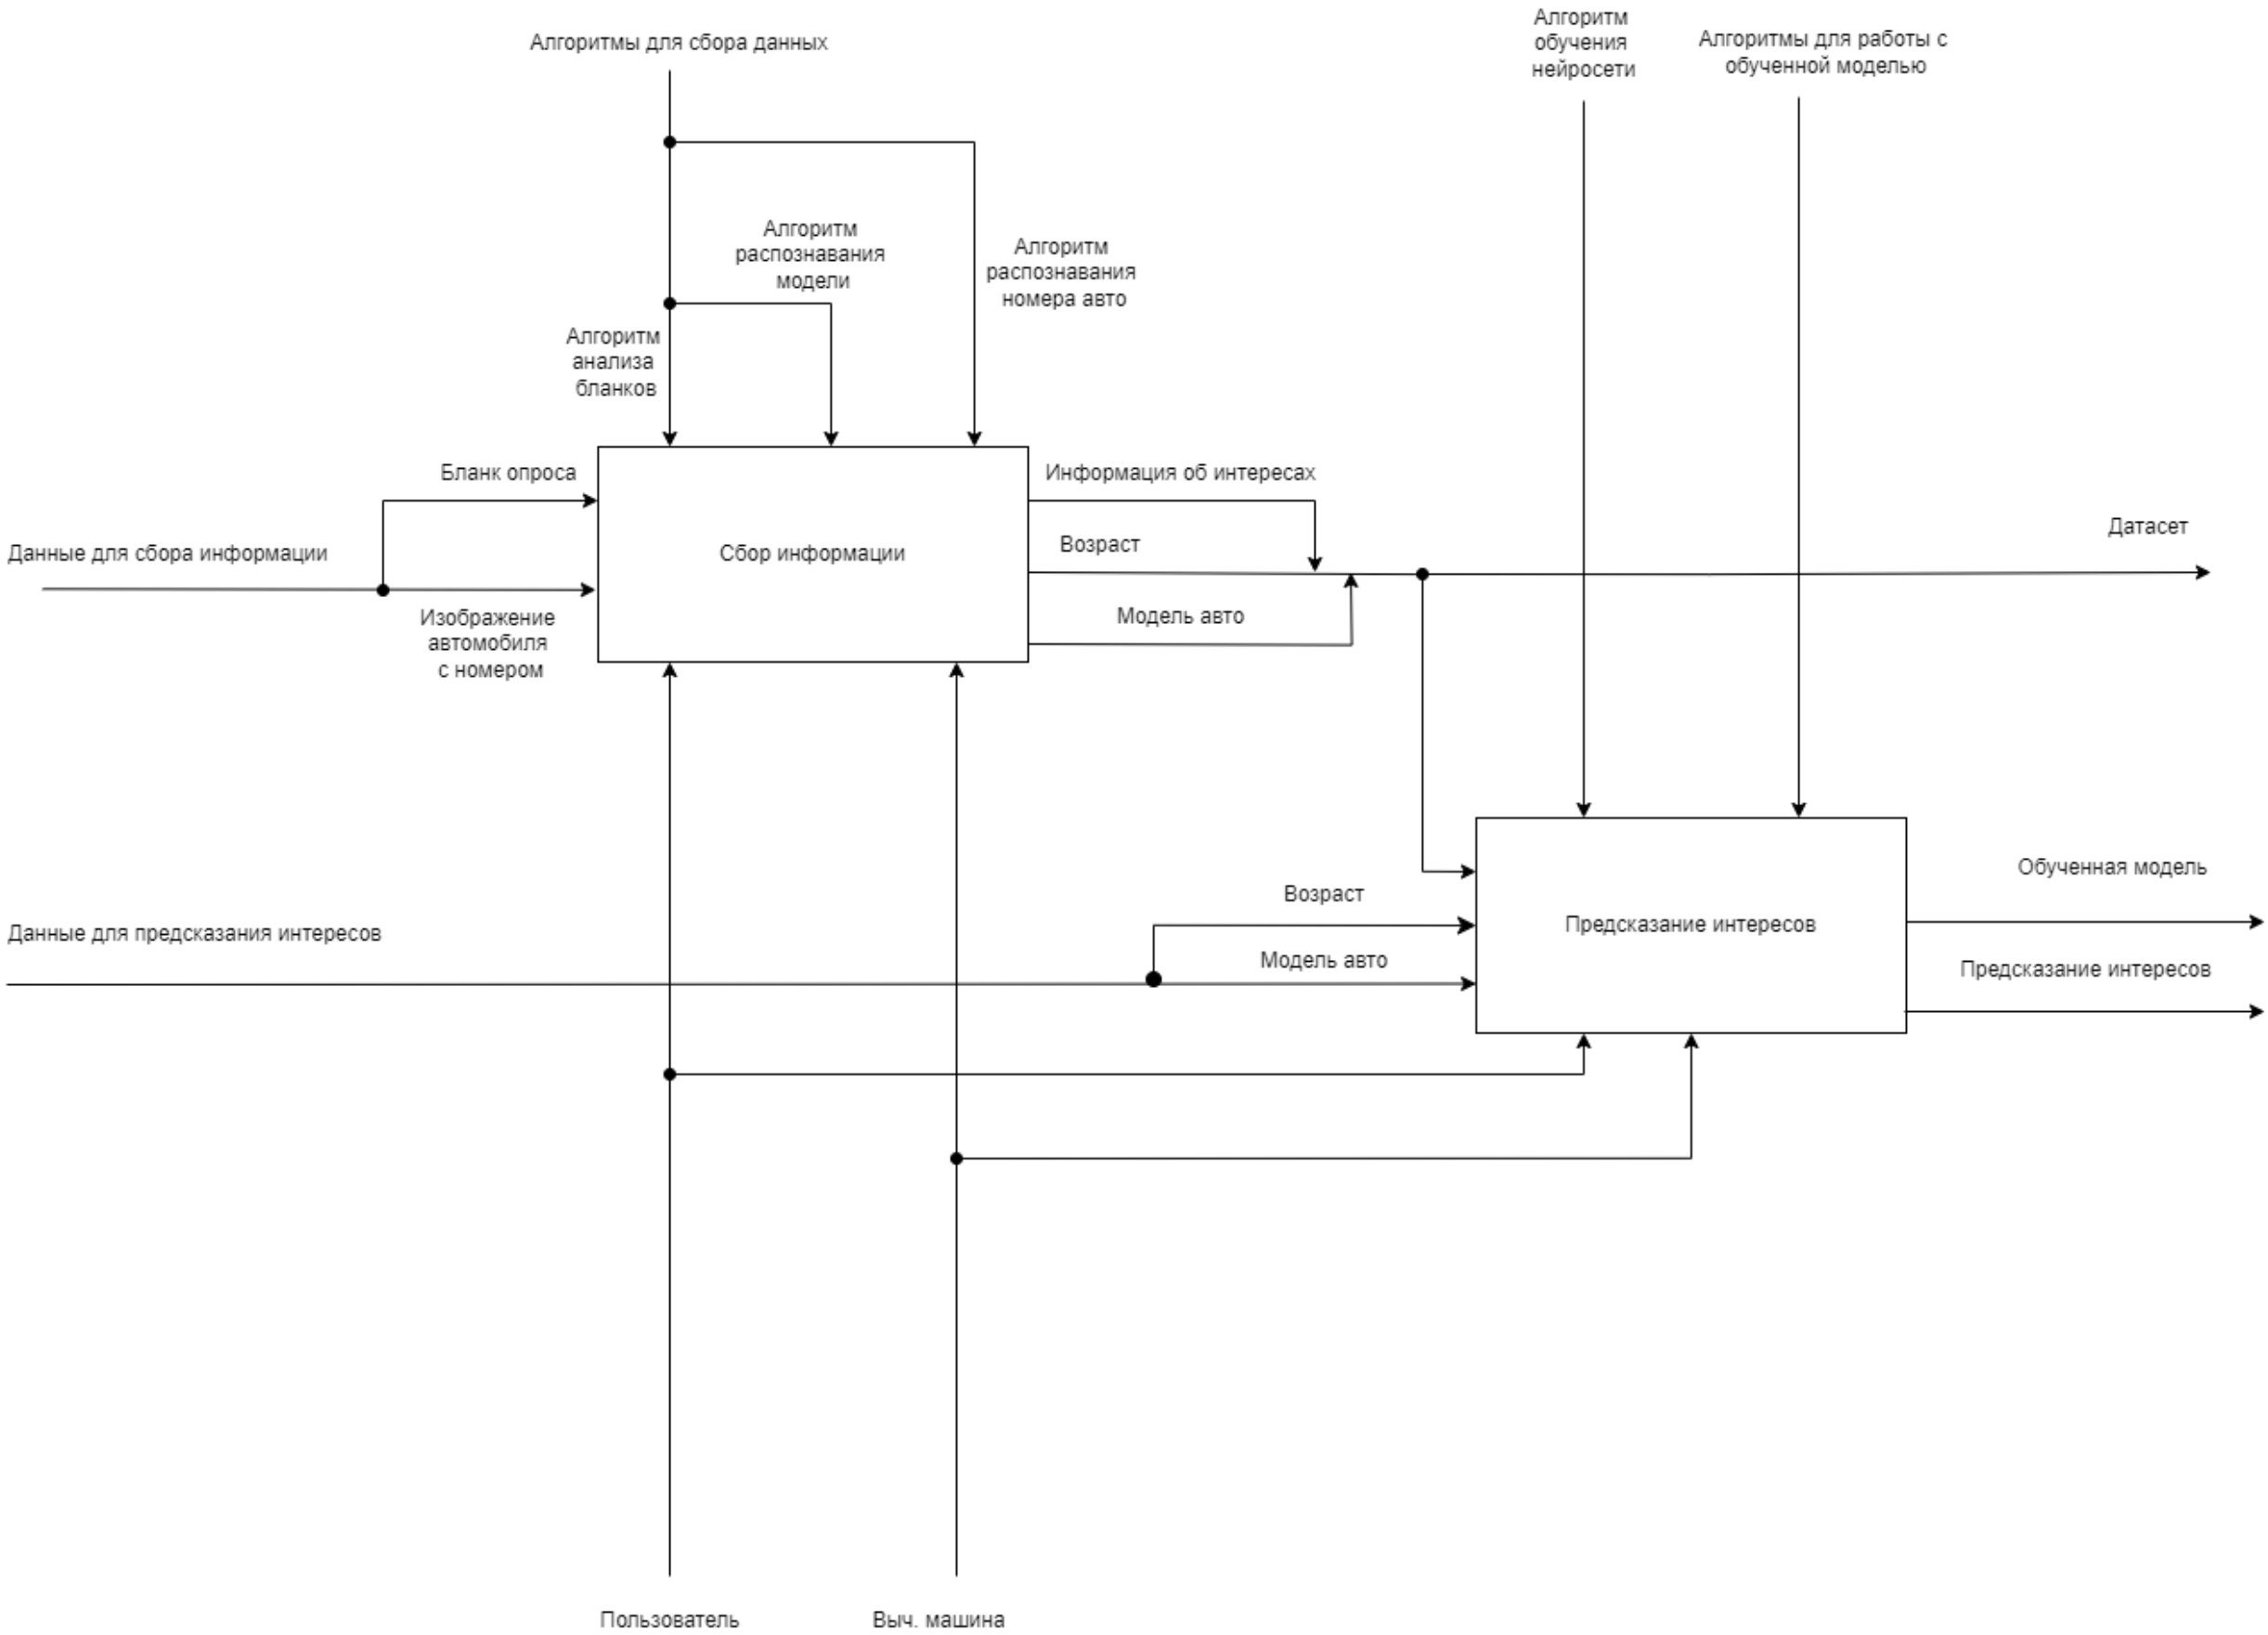 Алгоритмы для сбора данных
Алгоритм
обучения
нейросети
Алгоритмы для работы с
обученной моделью
Алгоритм
распознавания
модели
Алгоритм
распознавания
номера авто
Алгоритм
анализа
бланков
Бланк опроса
Информация об интересах
Данные для сбора информации
Сбор информации
Возраст
Датасет
Изображение
автомобиля
с номером
Модель авто
Возраст
Обученная модель
Данные для предсказания интересов
Предсказание интересов
Модель авто
Предсказание интересов
Пользователь
Выч. машина